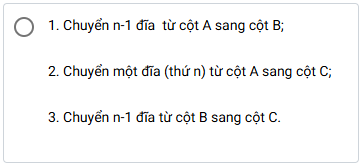 1. Chuyển n-1 đĩa từ cột A sang cột B;
2. Chuyển một đĩa (thứ n) từ cột A sang cột C;
3. Chuyển n-1 đĩa từ cột B sang cột C.